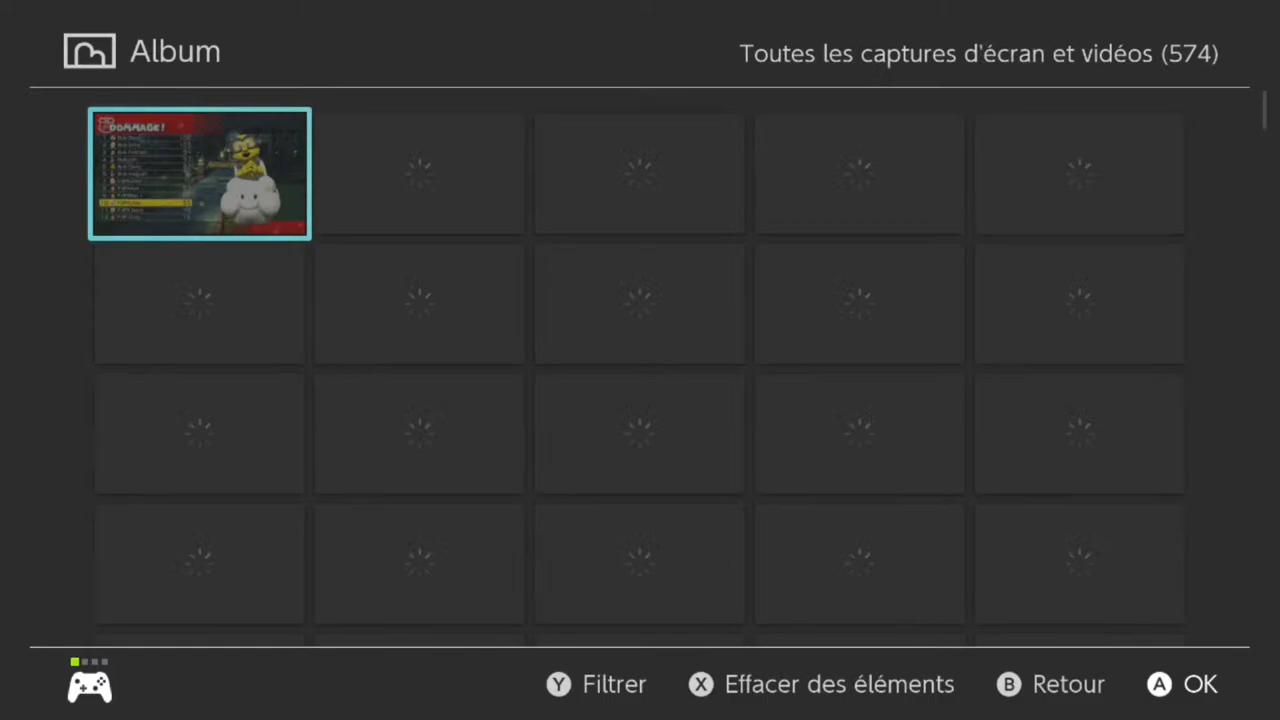 Album
Toutes les captures d'écran et vidéos (574)
DOMMAGE !
Y Filtrer
X Effacer des éléments
B Retour
A OK